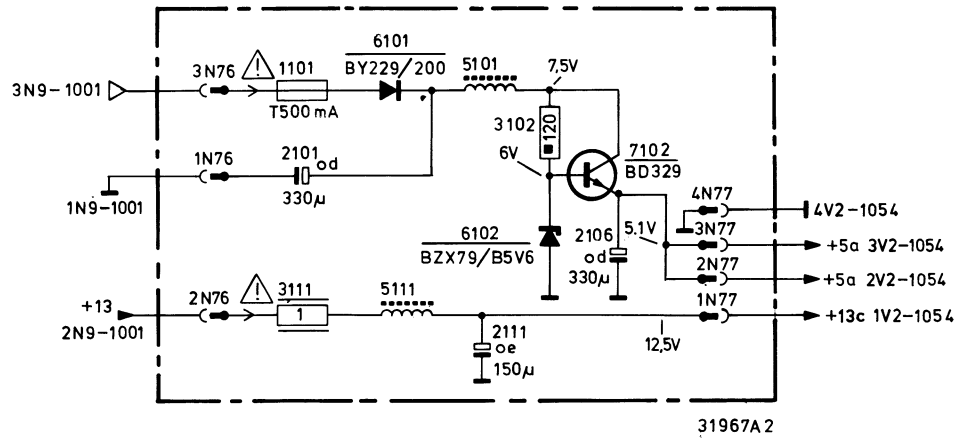 6101
BY229/200
3N76
1101
5101
7,5V
3N9-1001
T500mA
3102
120
1N76
2101
od
330µ
6V
7102
BD329
1N9-1001
4N77
4V2-1054
6102
BZX79/B5V6
2106
od
330µ
5.1V
3N77
+5a 3V2-1054
2N77
+5a 2V2-1054
+13
2N9-1001
2N76
3111
1
5111
1N77
+13c 1V2-1054
2111
oe
150µ
12,5V
31967A2